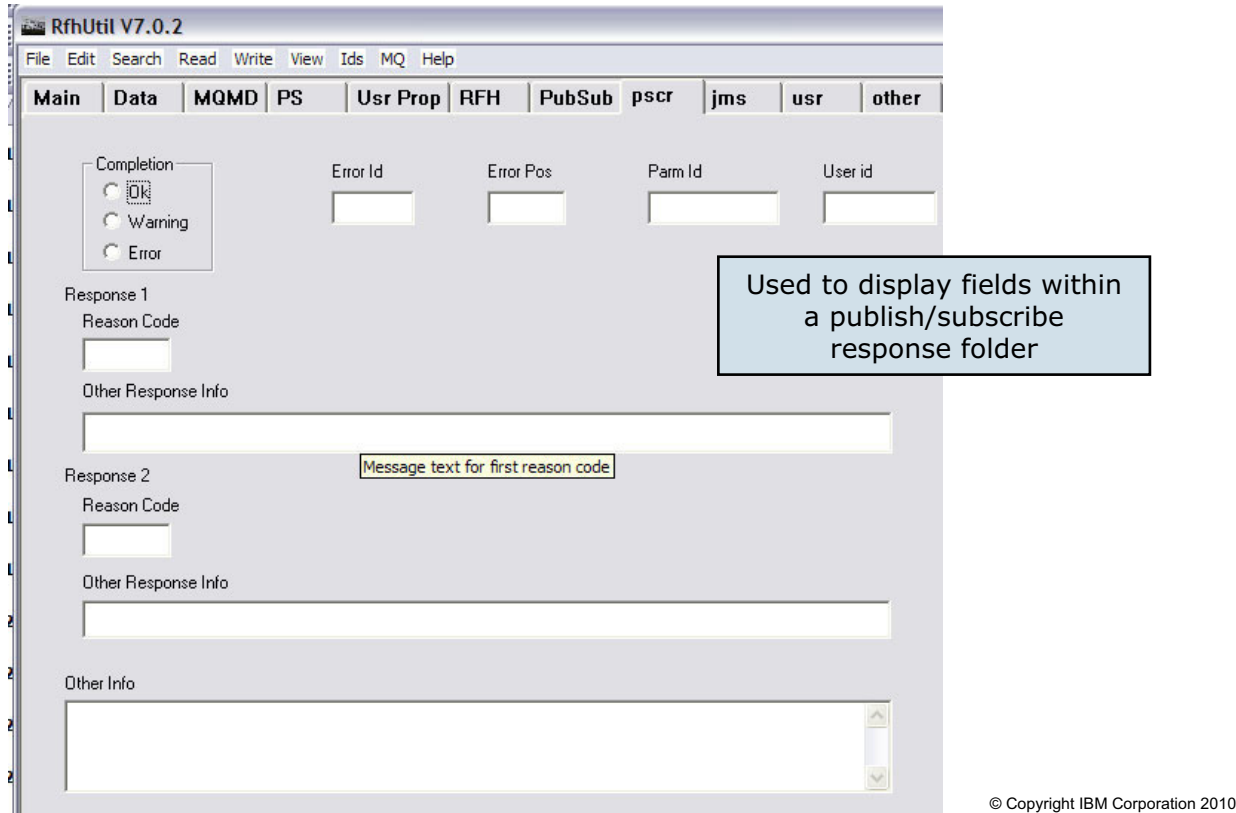 RfhUtil V7.0.2
File Edit Search Read Write View Ids MQ Help
Main Data MQMD PS Usr Prop RFH PubSub pscr jms usr other
Completion
Ok
Warning
Error
Error Id Error Pos Parm Id User id
Used to display fields within
a publish/subscribe
response folder
Response 1
Reason Code
Other Response Info
Message text for first reason code
Response 2
Reason Code
Other Response Info
Other Info
© Copyright IBM Corporation 2010